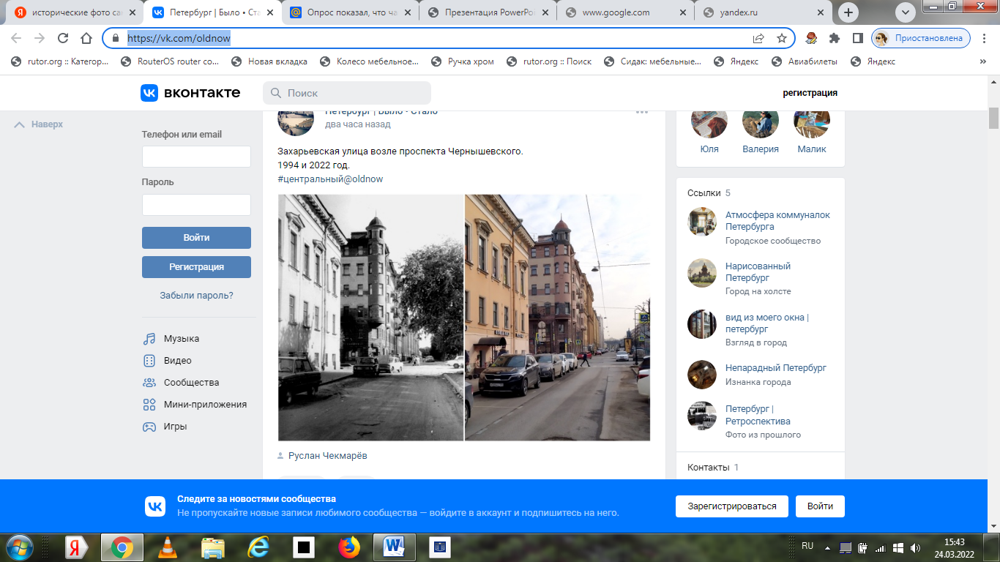 исторические фото сан
Петербург | Было • Ста
Опрос показал, что ча
Презентация PowerPoi
www.google.com
yandex.ru
https://vk.com/oldnow
Приостановлена
rutor.org :: Категор...
RouterOS router co...
Новая вкладка
Колесо мебельное...
Ручка хром
rutor.org :: Поиск
Сидак: мебельные...
Яндекс
Авиабилеты
Яндекс
»
вконтакте
Поиск
регистрация
Наверх
Петербург | Было • Стало
два часа назад
Захарьевская улица возле проспекта Чернышевского.
1994 и 2022 год.
#центральный@oldnow
Руслан Чекмарёв
Телефон или email
Пароль
Войти
Регистрация
Забыли пароль?
Музыка
Видео
Сообщества
Мини-приложения
Игры
Юля
Валерия
Малик
Ссылки 5
Атмосфера коммуналок
Петербурга
Городское сообщество
Нарисованный
Петербург
Город на холсте
вид из моего окна |
петербург
Взгляд в город
Непарадный Петербург
Изнанка города
Петербург |
Ретроспектива
Фото из прошлого
Контакты 1
Следите за новостями сообщества
Не пропускайте новые записи любимого сообщества — войдите в аккаунт и подпишитесь на него.
Зарегистрироваться
Войти
RU
15:43
24.03.2022